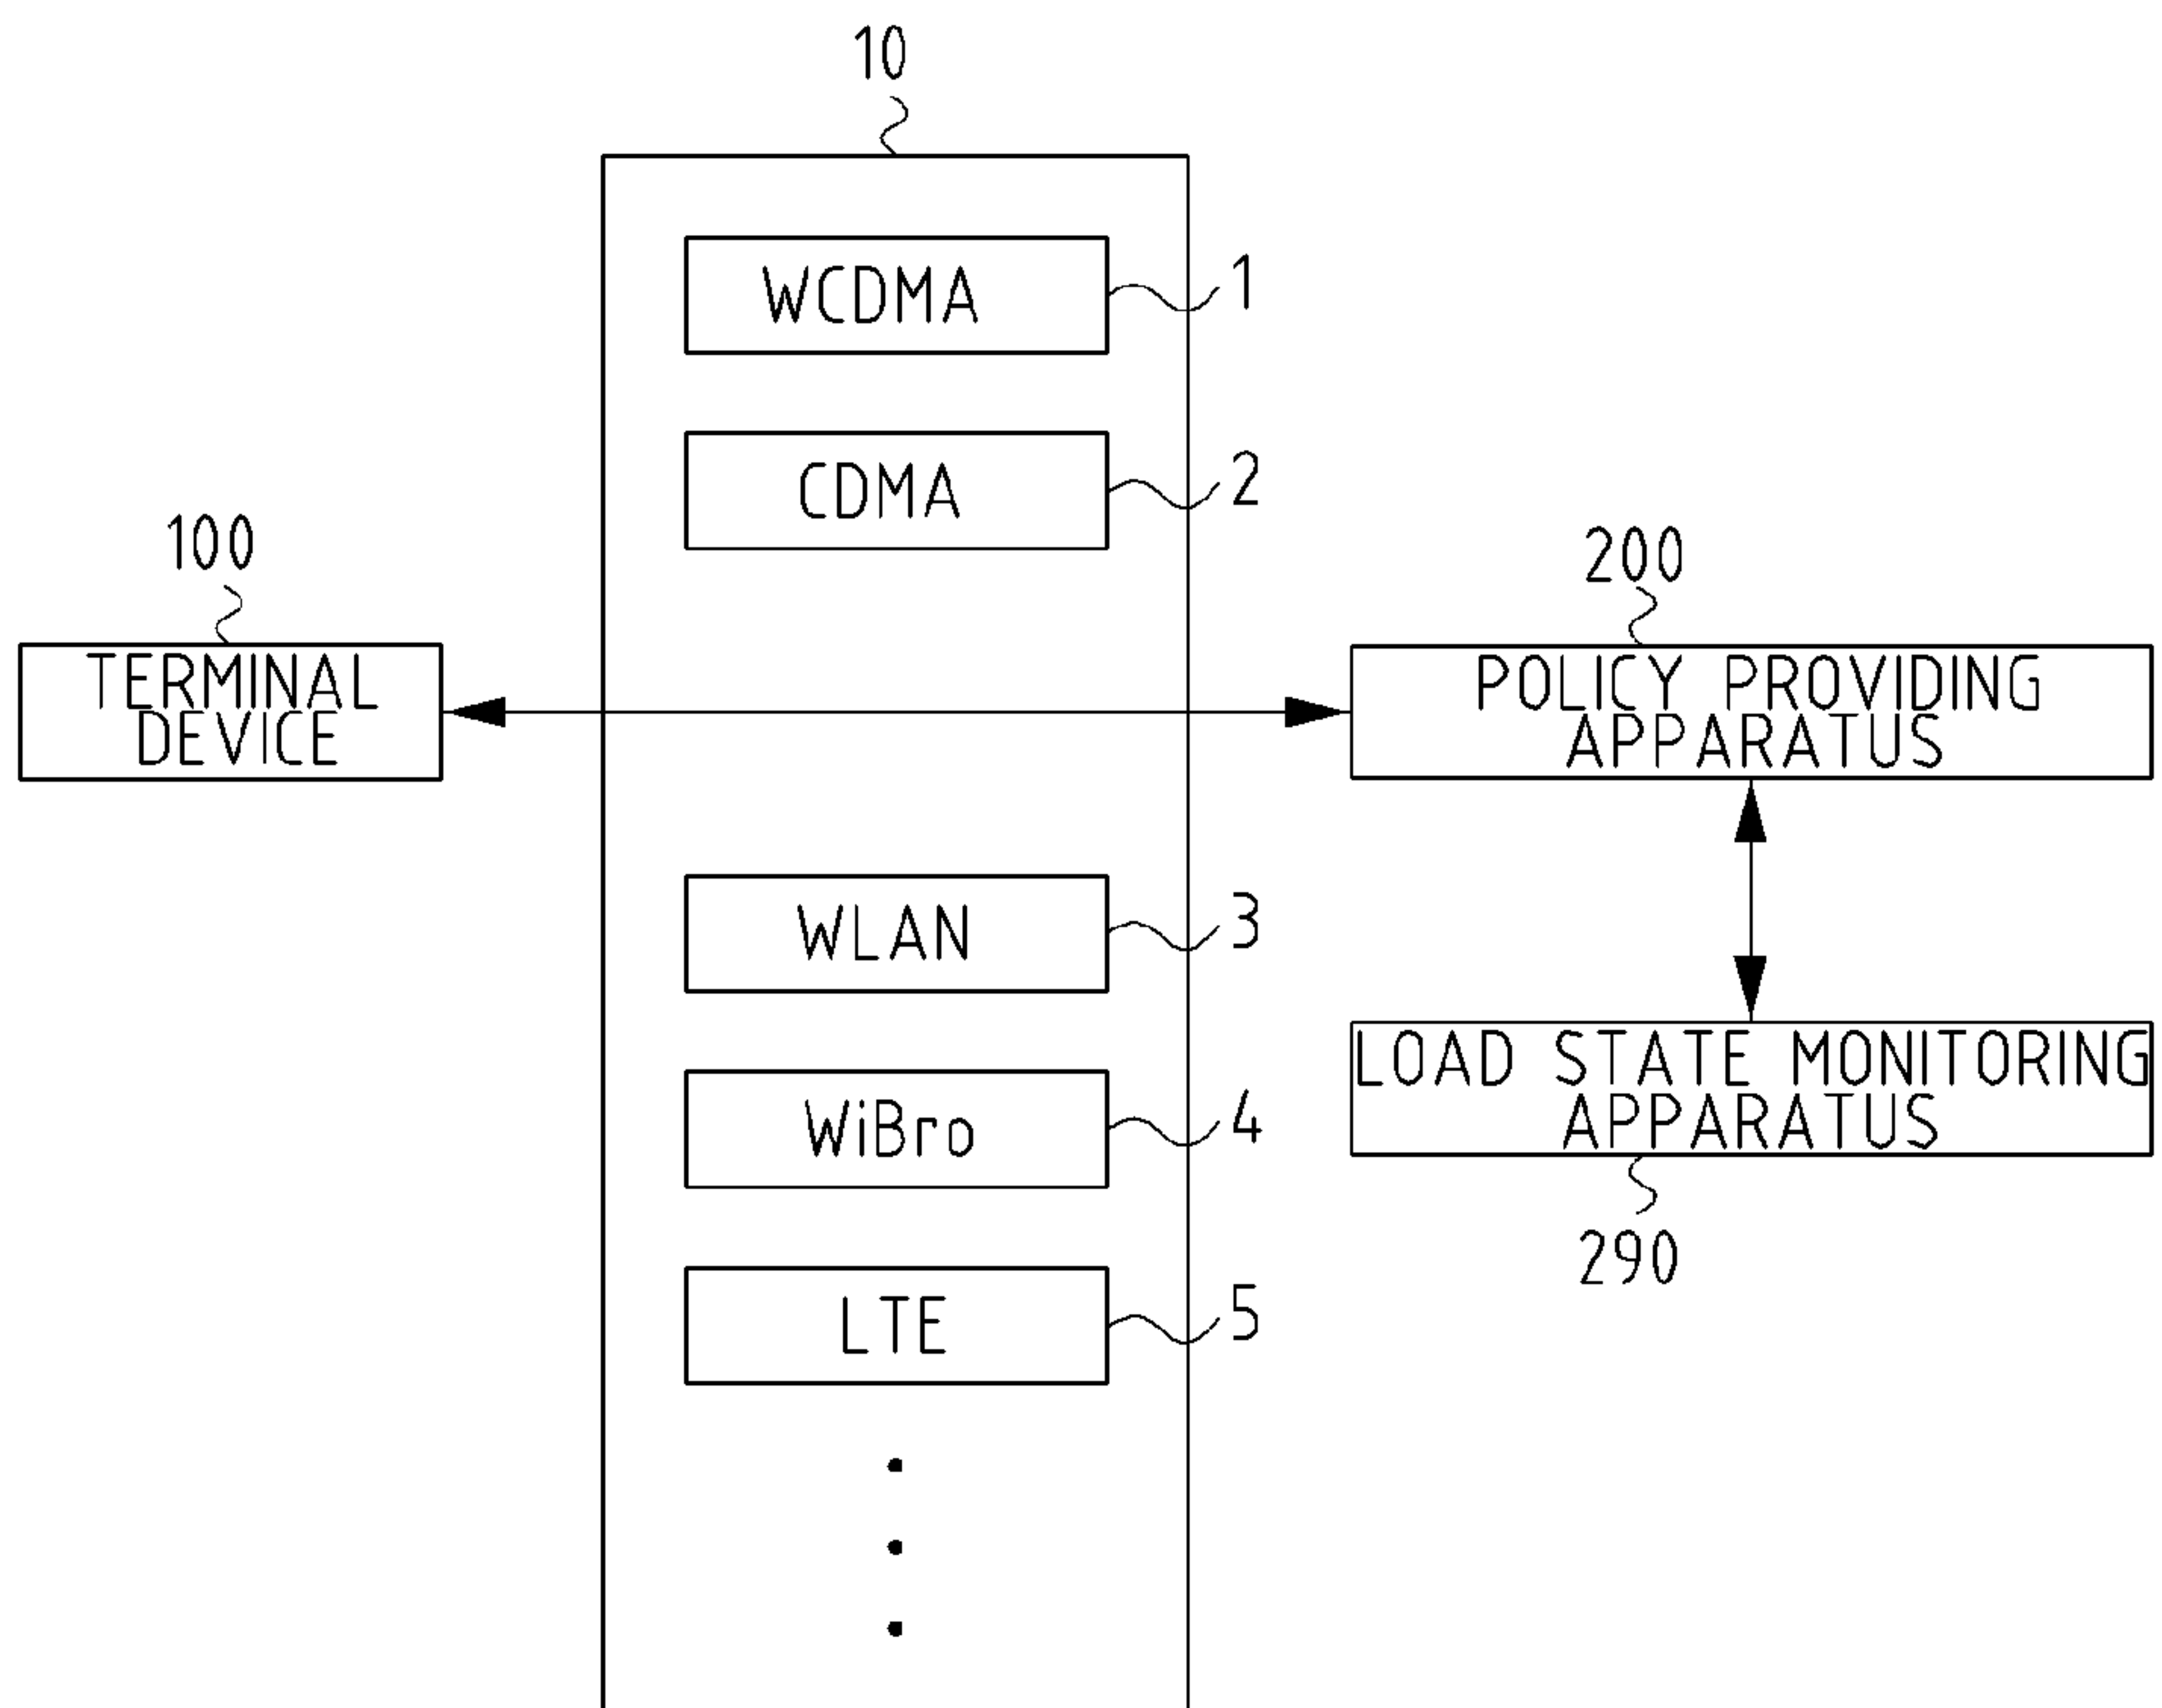 10
WCDMA
1
CDMA
2
100
TERMINAL
DEVICE
200
POLICY PROVIDING
APPARATUS
WLAN
3
LOAD STATE MONITORING
APPARATUS
290
WiBro
4
LTE
5